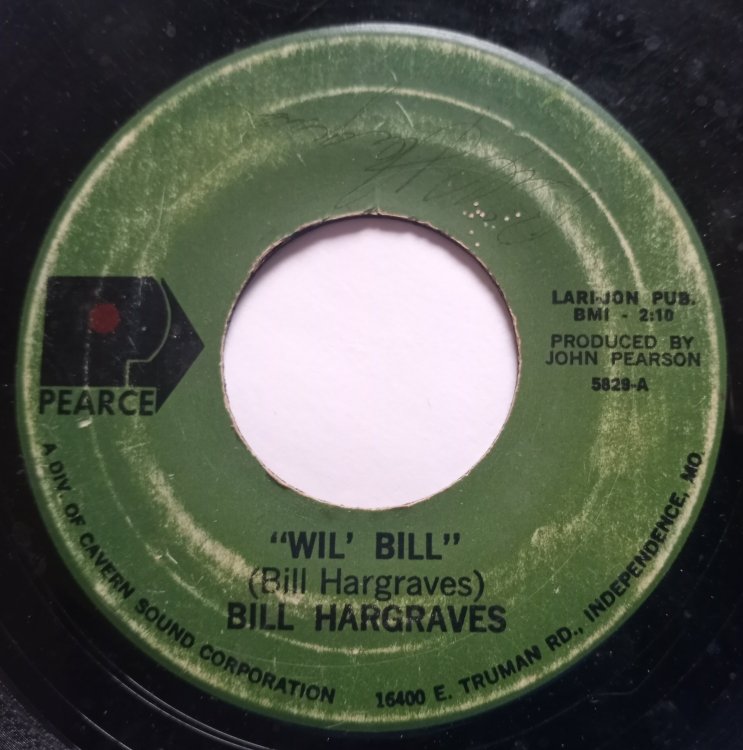 LARI-JON PUB.
BMI - 2:10
PRODUCED BY
JOHN PEARSON
5829-A
PEARCE
"WIL' BILL"
(Bill Hargraves)
BILL HARGRAVES
A DIV. OF CAVERN SOUND CORPORATION 16400 E. TRUMAN RD., INDEPENDENCE, MO.